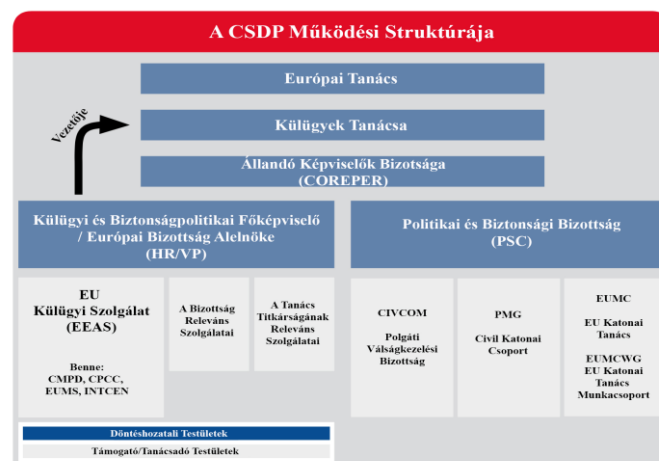 A CSDP Működési Struktúrája
Európai Tanács
Vezetője
Külügyek Tanácsa
Állandó Képviselők Bizotsága
(COREPER)
Külügyi és Biztonságpolitikai Főképviselő
/ Európai Bizottság Alelnöke
(HR/VP)
Politikai és Biztonsági Bizottság
(PSC)
EU
Külügyi Szolgálat
(EEAS)
Benne:
CMPD, CPCC,
EUMS, INTCEN
A Bizottság
Releváns
Szolgálatai
A Tanács
Titkárságának
Releváns
Szolgálatai
CIVCOM
Polgáti
Válságkezelési
Bizottság
PMG
Civil Katonai
Csoport
EUMC
EU Katonai
Tanács
EUMCWG
EU Katonai
Tanács
Munkacsoport
Döntéshozatali Testületek
Támogató/Tanácsadó Testületek